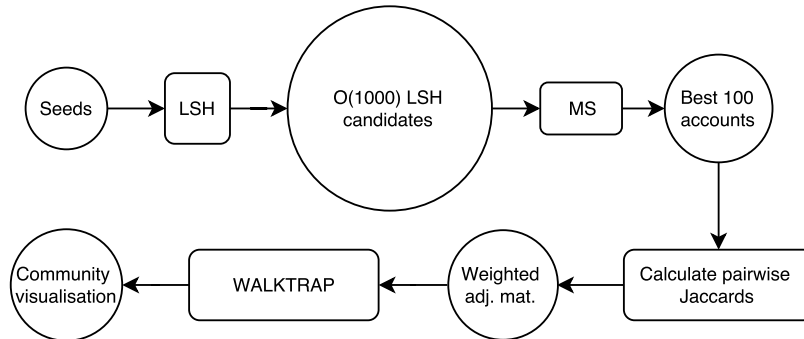 Seeds
LSH
O(1000) LSH
candidates
MS
Best 100
accounts
Calculate pairwise
Jaccards
Weighted
adj. mat.
WALKTRAP
Community
visualisation